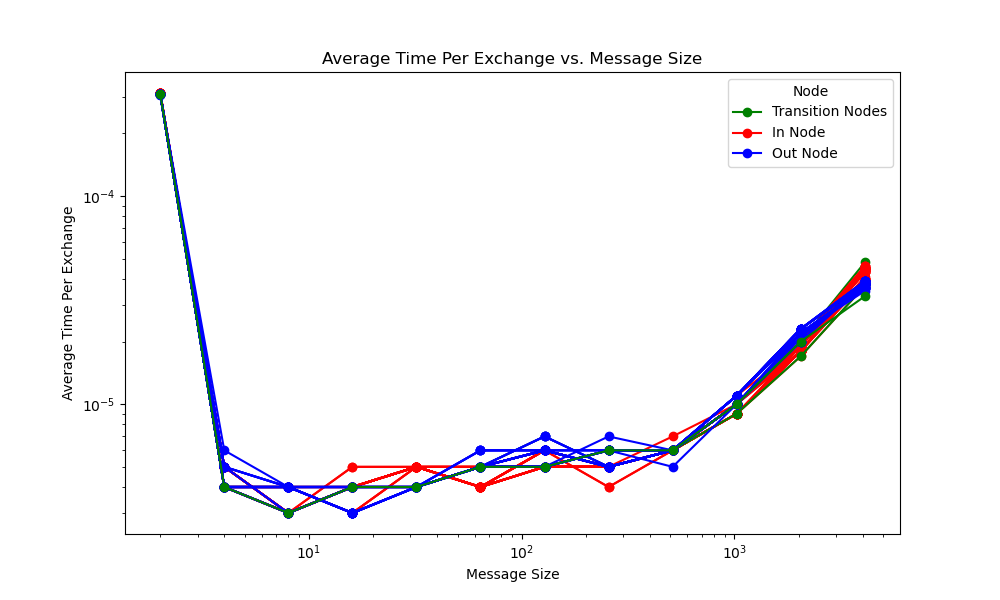 Average Time Per Exchange vs. Message Size
Node
Transition Nodes
In Node
Out Node
Average Time Per Exchange
10⁻⁴
10⁻⁵
10¹
10²
10³
Message Size